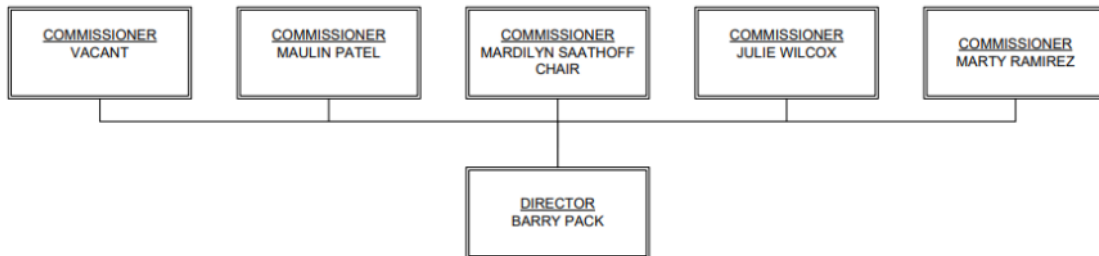 COMMISSIONER
VACANT
COMMISSIONER
MAULIN PATEL
COMMISSIONER
MARDILYN SAATHOFF
CHAIR
COMMISSIONER
JULIE WILCOX
COMMISSIONER
MARTY RAMIREZ
DIRECTOR
BARRY PACK